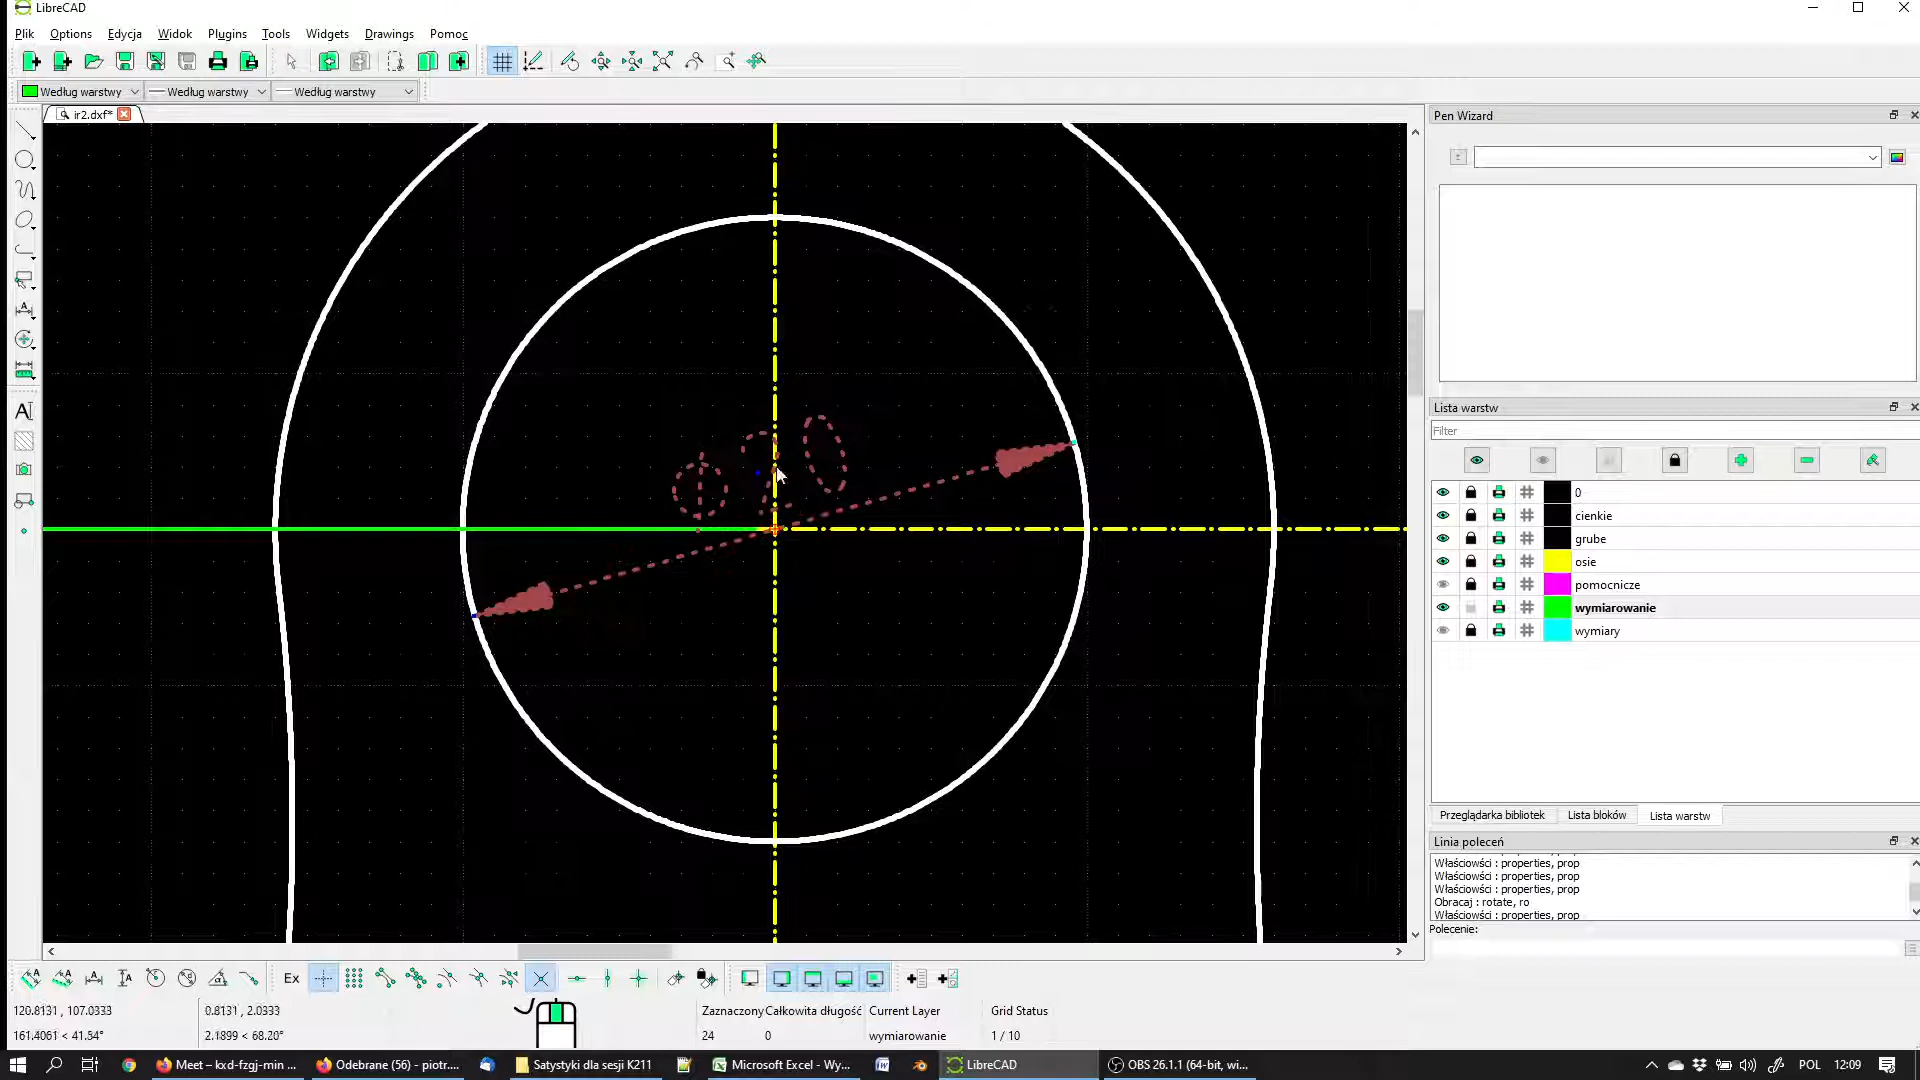 LibreCAD
Plik Options Edycja Widok Plugins Tools Widgets Drawings Pomoc
Według warstwy Według warstwy Według warstwy
ir2.dxf*
Pen Wizard
Lista warstw
Filter
0
cienkie
grube
osie
pomocnicze
wymiarowanie
wymiary
Przeglądarka bibliotek Lista bloków Lista warstw
Linia poleceń
Właściowści : properties, prop
Właściowści : properties, prop
Właściowści : properties, prop
Obracaj : rotate, ro
Właściowści : properties, prop
Polecenie:
Ex
120.8131 , 107.0333 0.8131 , 2.0333 Zaznaczony Całkowita długość Current Layer Grid Status
161.4061 < 41.54° 2.1899 < 68.20° 24 0 wymiarowanie 1 / 10
Meet – kxd-fzgj-min ... Odebrane (56) - piotr.... Satystyki dla sesji K211 Microsoft Excel - Wy... LibreCAD OBS 26.1.1 (64-bit, wi... POL 12:09